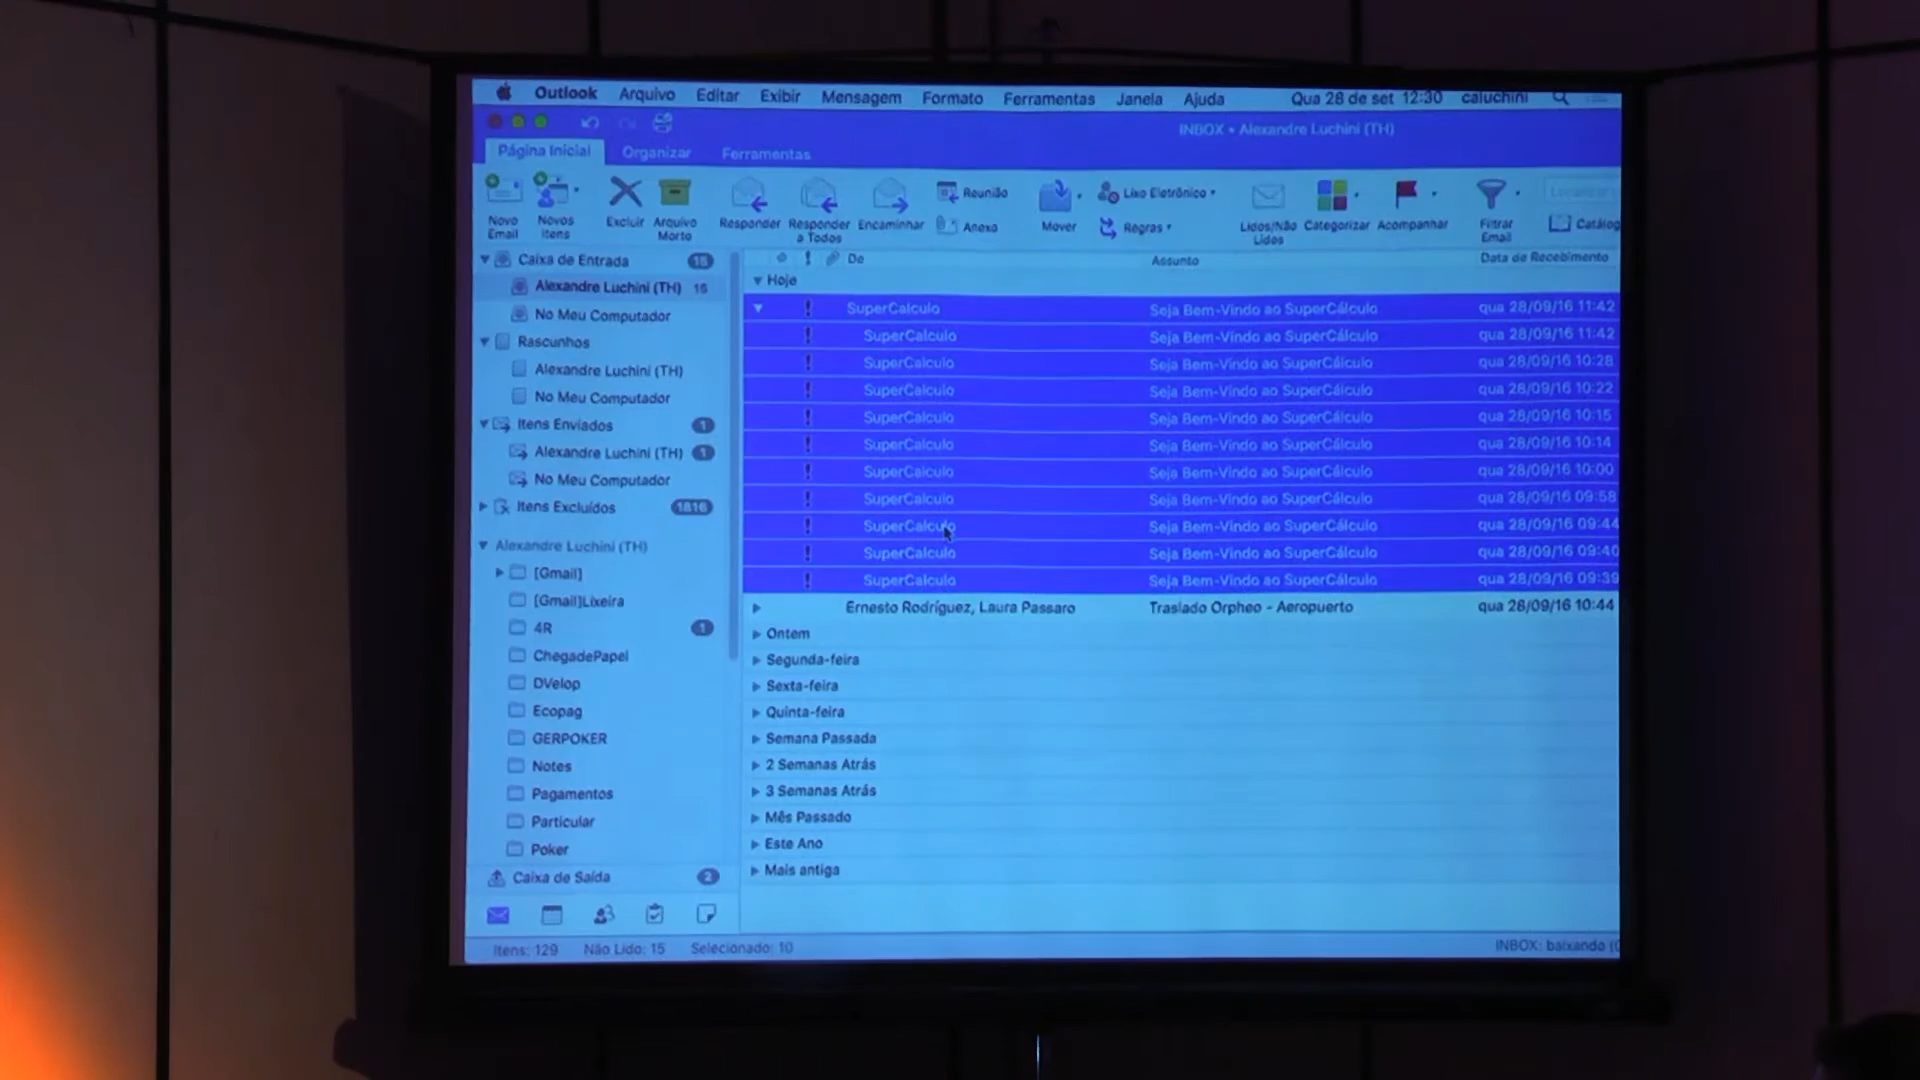 Outlook Arquivo Editar Exibir Mensagem Formato Ferramentas Janela Ajuda Qua 28 de set 12:30 caluchini
INBOX • Alexandre Luchini (TH)
Página Inicial Organizar Ferramentas
Novo Email
Novos Itens
Excluir
Arquivo Morto
Responder
Responder a Todos
Encaminhar
Reunião
Anexo
Mover
Lixo Eletrônico
Regras
Lidos/Não Lidos
Categorizar
Acompanhar
Filtrar Email
Localizar
Catálog
Caixa de Entrada 15
Alexandre Luchini (TH) 15
No Meu Computador
Rascunhos
Alexandre Luchini (TH)
No Meu Computador
Itens Enviados 1
Alexandre Luchini (TH) 1
No Meu Computador
Itens Excluídos 1816
Alexandre Luchini (TH)
[Gmail]
[Gmail]Lixeira
4R 1
ChegadePapel
DVelop
Ecopag
GERPOKER
Notes
Pagamentos
Particular
Poker
Caixa de Saída 2
! De Assunto Data de Recebimento
Hoje
! SuperCalculo Seja Bem-Vindo ao SuperCálculo qua 28/09/16 11:42
! SuperCalculo Seja Bem-Vindo ao SuperCálculo qua 28/09/16 11:42
! SuperCalculo Seja Bem-Vindo ao SuperCálculo qua 28/09/16 10:28
! SuperCalculo Seja Bem-Vindo ao SuperCálculo qua 28/09/16 10:22
! SuperCalculo Seja Bem-Vindo ao SuperCálculo qua 28/09/16 10:15
! SuperCalculo Seja Bem-Vindo ao SuperCálculo qua 28/09/16 10:14
! SuperCalculo Seja Bem-Vindo ao SuperCálculo qua 28/09/16 10:00
! SuperCalculo Seja Bem-Vindo ao SuperCálculo qua 28/09/16 09:58
! SuperCalculo Seja Bem-Vindo ao SuperCálculo qua 28/09/16 09:44
! SuperCalculo Seja Bem-Vindo ao SuperCálculo qua 28/09/16 09:40
! SuperCalculo Seja Bem-Vindo ao SuperCálculo qua 28/09/16 09:39
Ernesto Rodríguez, Laura Passaro Traslado Orpheo - Aeropuerto qua 28/09/16 10:44
Ontem
Segunda-feira
Sexta-feira
Quinta-feira
Semana Passada
2 Semanas Atrás
3 Semanas Atrás
Mês Passado
Este Ano
Mais antiga
Itens: 129 Não Lido: 15 Selecionado: 10 INBOX: baixando